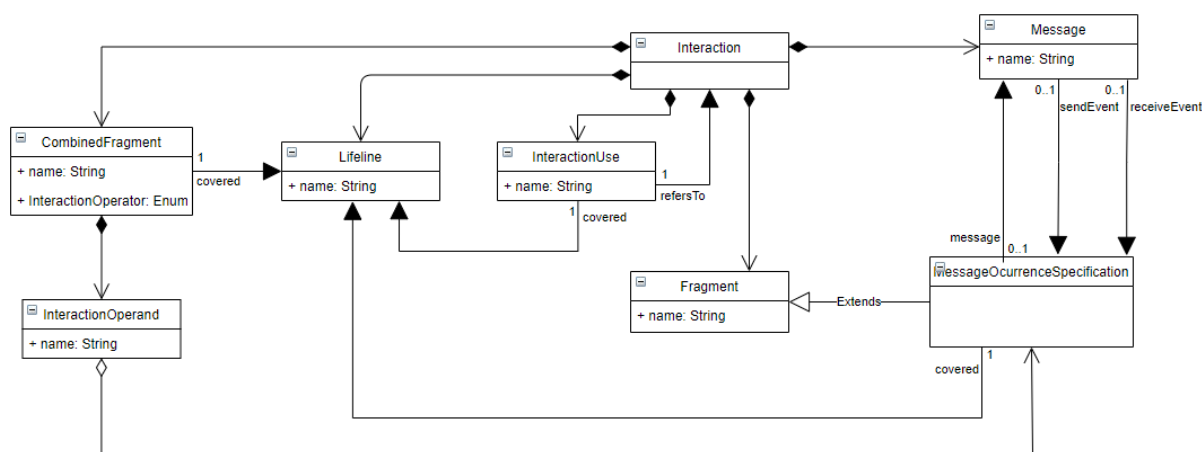 Interaction
Message
+ name: String
0..1
0..1
sendEvent
receiveEvent
CombinedFragment
+ name: String
+ InteractionOperator: Enum
1
covered
Lifeline
+ name: String
InteractionUse
+ name: String
1
refersTo
1
covered
message
0..1
MessageOcurrenceSpecification
Fragment
+ name: String
Extends
InteractionOperand
+ name: String
1
covered